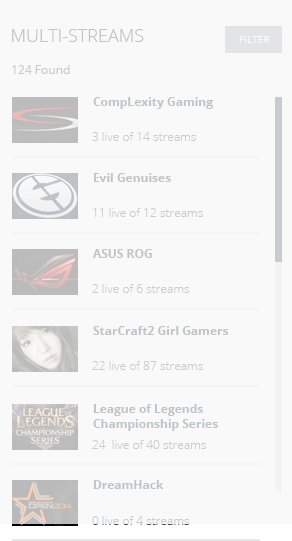 MULTI-STREAMS
FILTER
124 Found
CompLexity Gaming
3 live of 14 streams
Evil Genuises
11 live of 12 streams
ASUS ROG
2 live of 6 streams
StarCraft2 Girl Gamers
22 live of 87 streams
LEAGUE OF
LEGENDS
CHAMPIONSHIP
SERIES
League of Legends
Championship Series
24 live of 40 streams
DreamHack
0 live of 4 streams